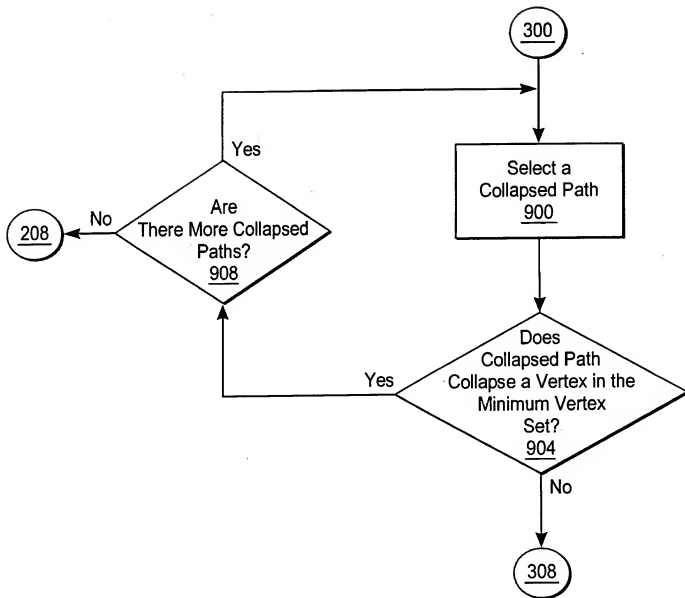 300
Select a
Collapsed Path
900
Yes
Are
There More Collapsed
Paths?
908
No
208
Does
Collapsed Path
Collapse a Vertex in the
Minimum Vertex
Set?
904
Yes
No
308